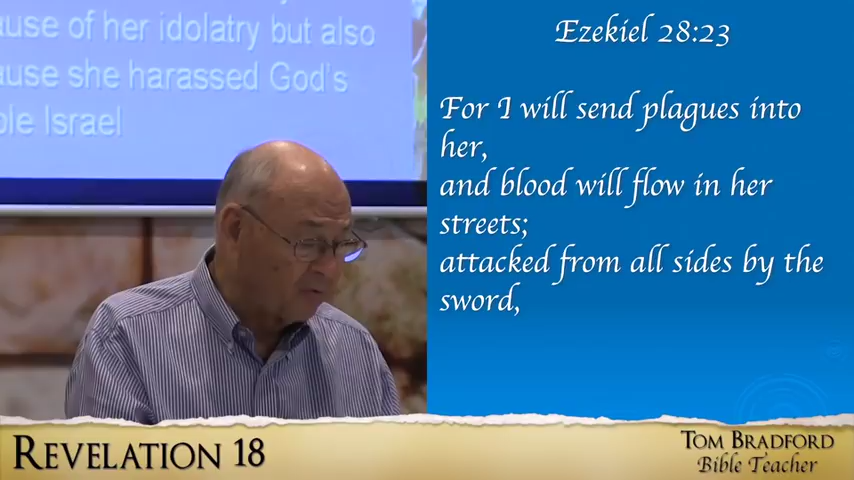 ause of her idolatry but also
ause she harassed God's
ple Israel
Ezekiel 28:23
For I will send plagues into
her,
and blood will flow in her
streets;
attacked from all sides by the
sword,
REVELATION 18
TOM BRADFORD
Bible Teacher